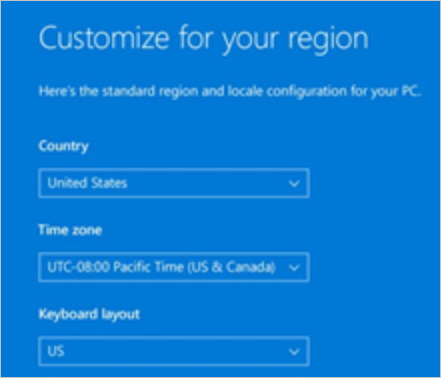 Customize for your region
Here's the standard region and locale configuration for your PC.
Country
United States
Time zone
UTC-08:00 Pacific Time (US & Canada)
Keyboard layout
US